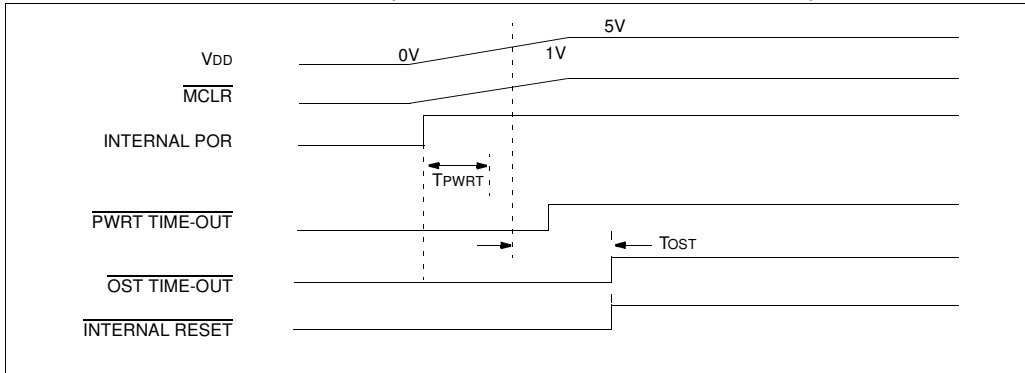 5V
VDD 0V 1V
MCLR
INTERNAL POR
TPWRT
PWRT TIME-OUT
TOST
OST TIME-OUT
INTERNAL RESET